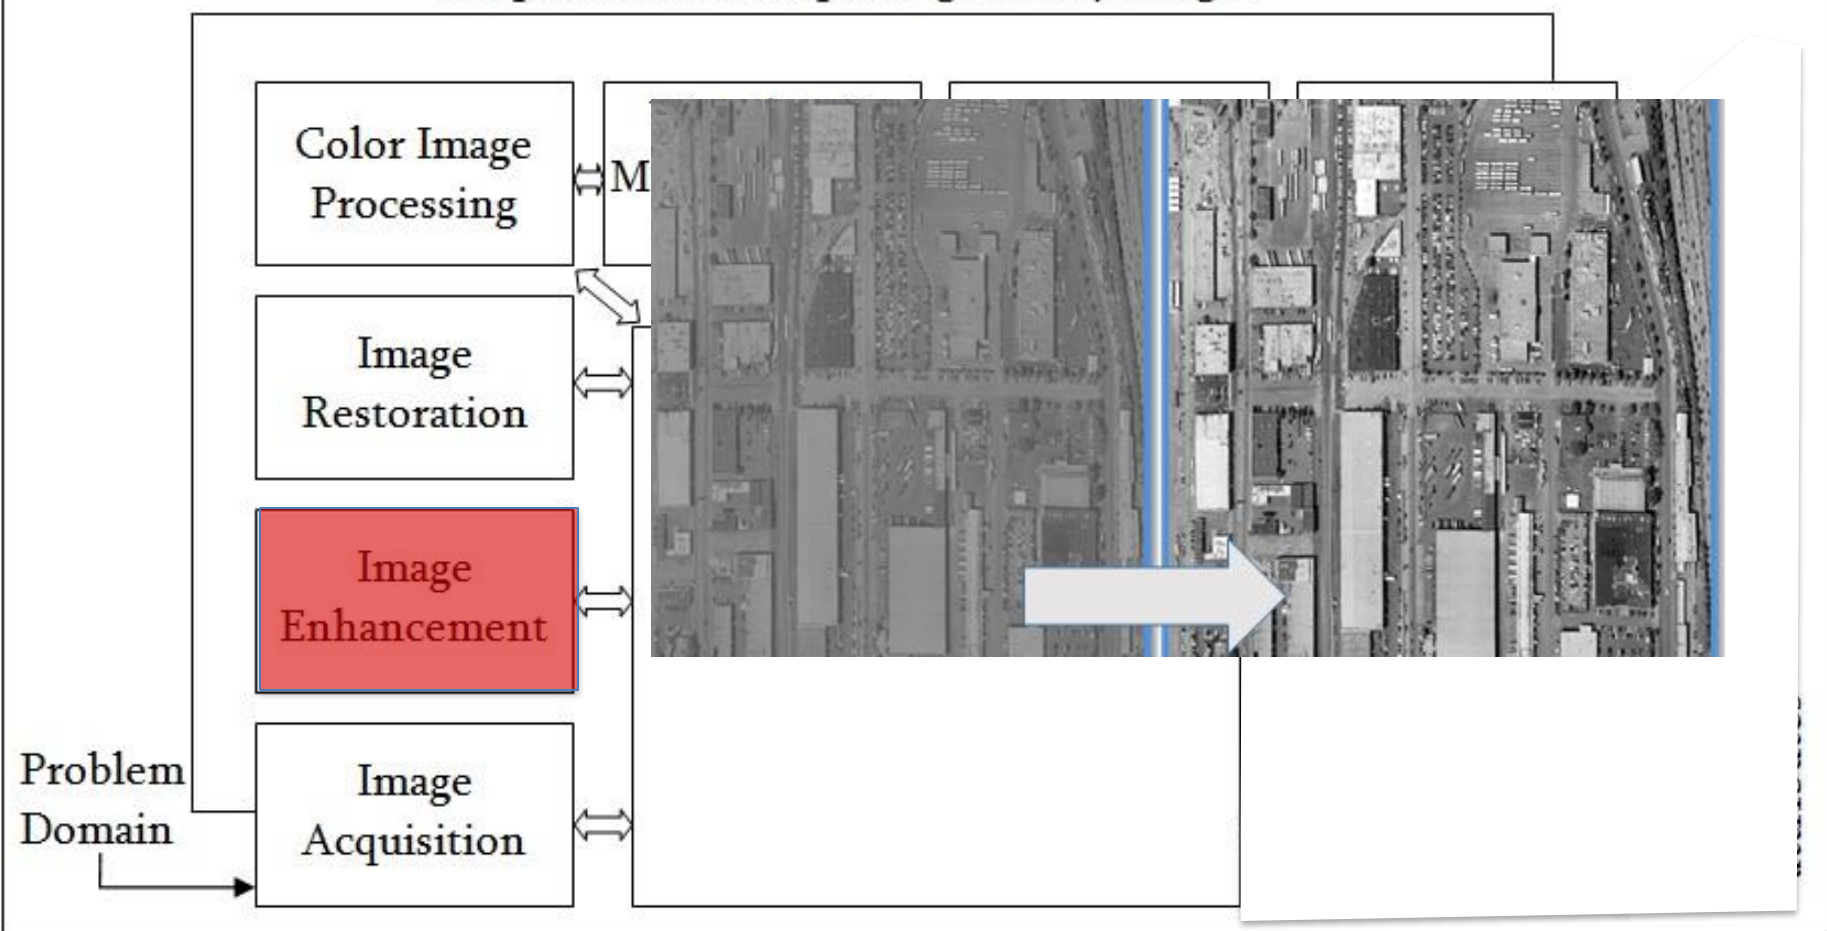 Color Image
Processing
M
Image
Restoration
Image
Enhancement
Image
Acquisition
Problem
Domain